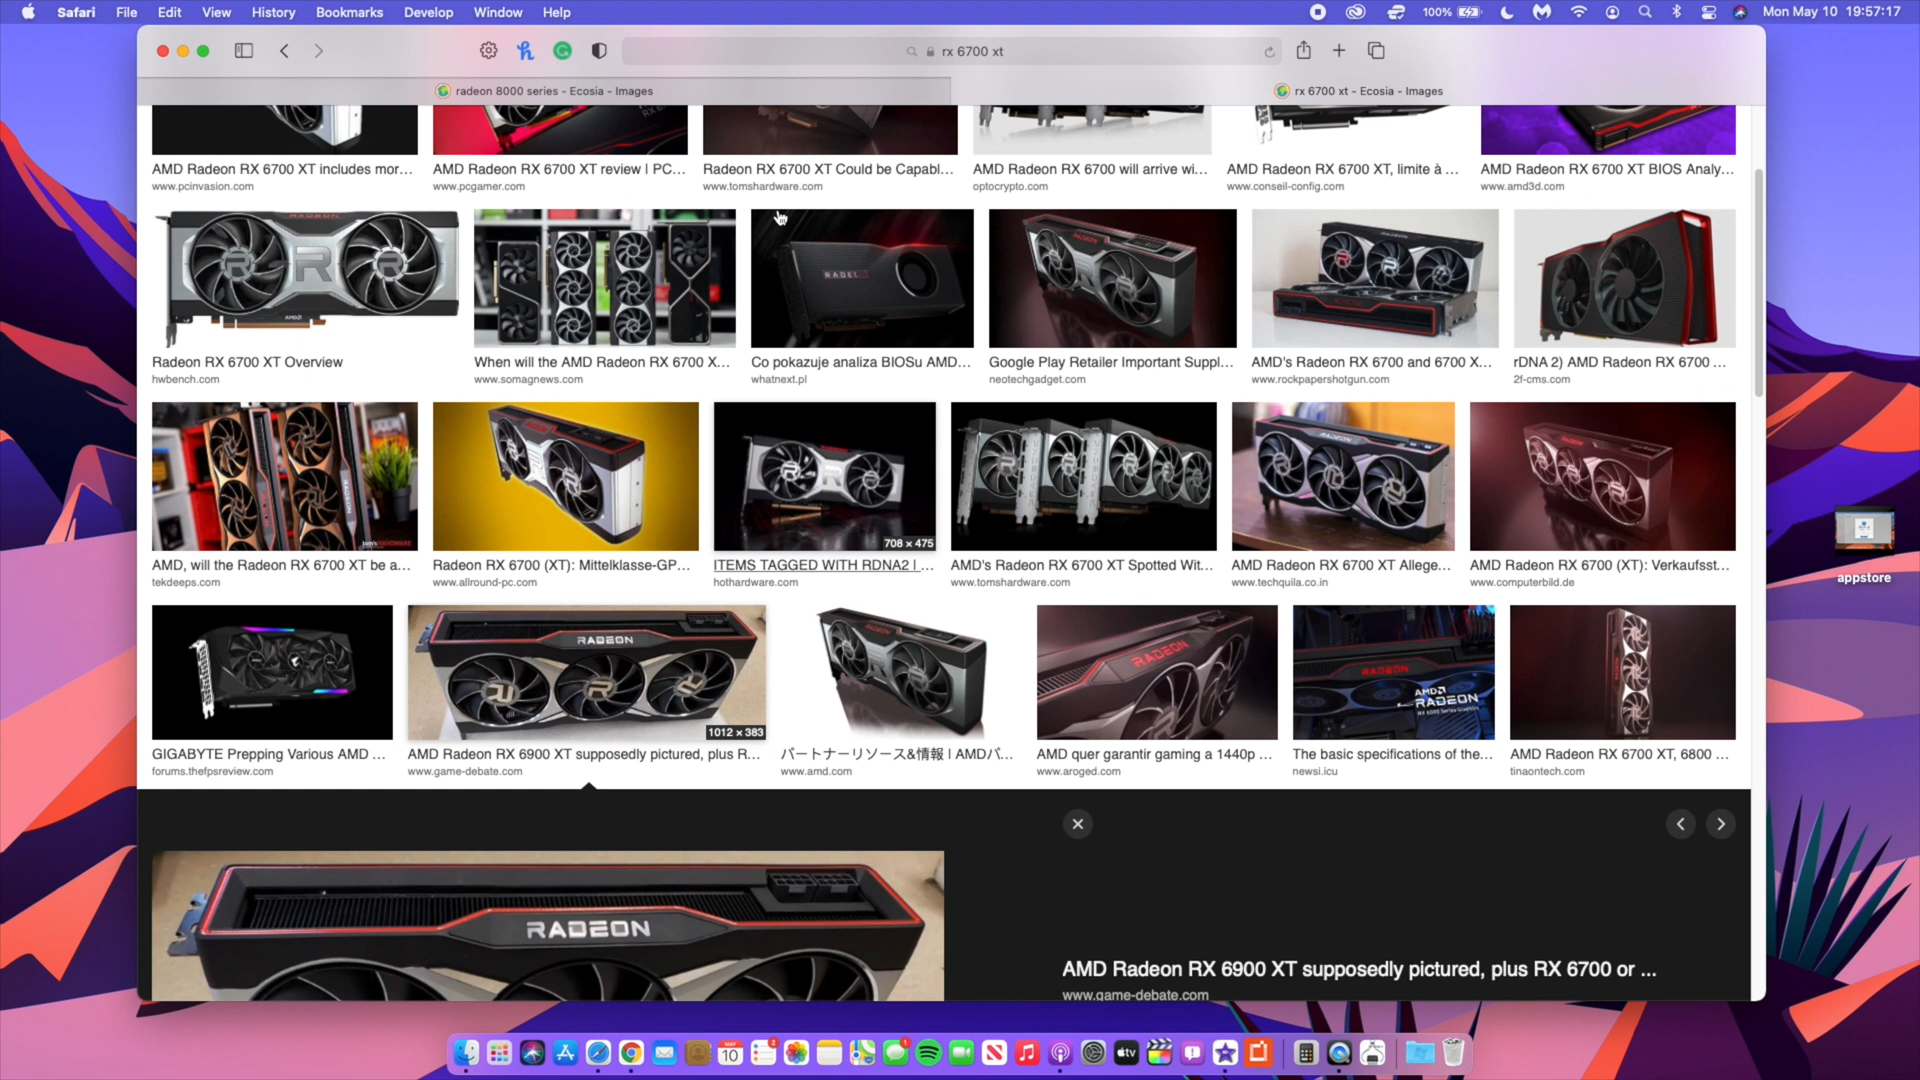 Safari File Edit View History Bookmarks Develop Window Help
100% Mon May 10 19:57:17
rx 6700 xt
radeon 8000 series - Ecosia - Images
rx 6700 xt - Ecosia - Images
AMD Radeon RX 6700 XT includes mor...
www.pcinvasion.com
AMD Radeon RX 6700 XT review | PC...
www.pcgamer.com
Radeon RX 6700 XT Could be Capabl...
www.tomshardware.com
AMD Radeon RX 6700 will arrive wi...
optocrypto.com
AMD Radeon RX 6700 XT, limite à ...
www.conseil-config.com
AMD Radeon RX 6700 XT BIOS Analy...
www.amd3d.com
Radeon RX 6700 XT Overview
hwbench.com
When will the AMD Radeon RX 6700 X...
www.somagnews.com
Co pokazuje analiza BIOSu AMD...
whatnext.pl
Google Play Retailer Important Suppl...
neotechgadget.com
AMD's Radeon RX 6700 and 6700 X...
www.rockpapershotgun.com
rDNA 2) AMD Radeon RX 6700 ...
2f-cms.com
708 × 475
AMD, will the Radeon RX 6700 XT be a...
tekdeeps.com
Radeon RX 6700 (XT): Mittelklasse-GP...
www.allround-pc.com
ITEMS TAGGED WITH RDNA2 | ...
hothardware.com
AMD's Radeon RX 6700 XT Spotted Wit...
www.tomshardware.com
AMD Radeon RX 6700 XT Allege...
www.techquila.co.in
AMD Radeon RX 6700 (XT): Verkaufsst...
www.computerbild.de
appstore
RADEON
1012 × 383
RADEON
RADEON
AMD
RADEON
GIGABYTE Prepping Various AMD ...
forums.thefpsreview.com
AMD Radeon RX 6900 XT supposedly pictured, plus R...
www.game-debate.com
パートナーリソース&情報 | AMDパ...
www.amd.com
AMD quer garantir gaming a 1440p ...
www.aroged.com
The basic specifications of the...
newsi.icu
AMD Radeon RX 6700 XT, 6800 ...
tinaontech.com
RADEON
AMD Radeon RX 6900 XT supposedly pictured, plus RX 6700 or ...
www.game-debate.com
MAY
10
2
1
tv